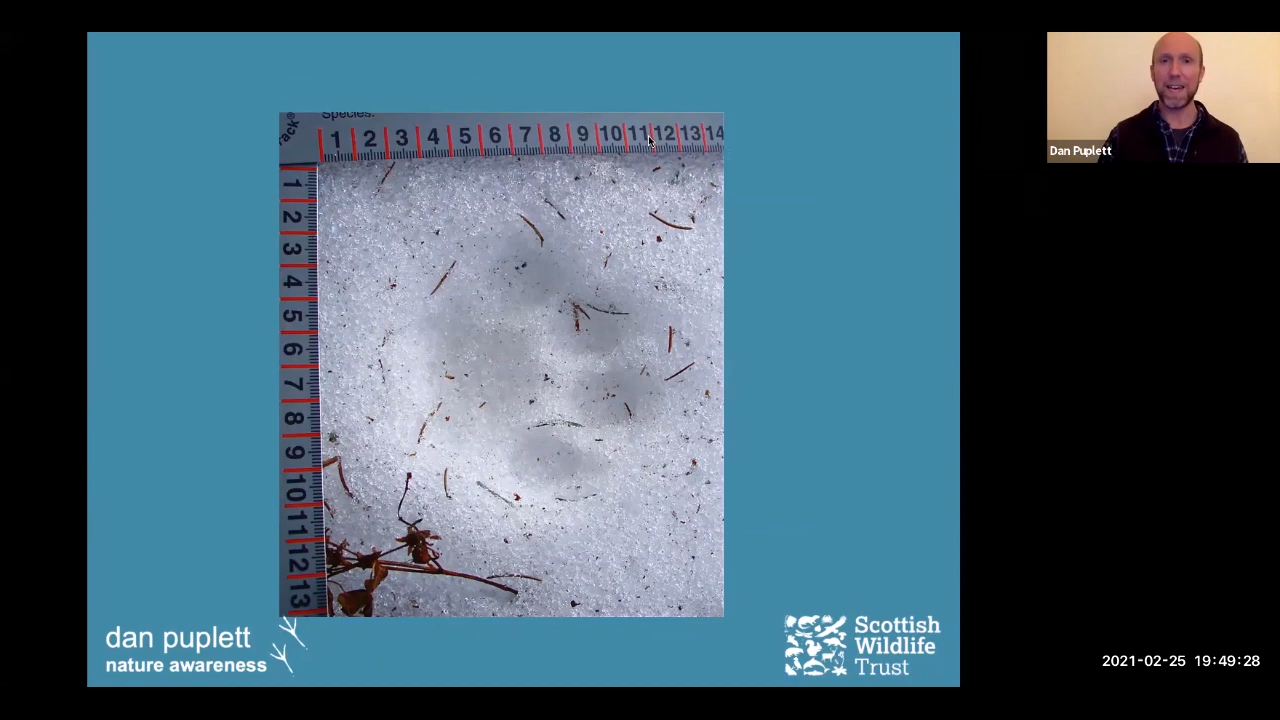 Species:
rack®
1 2 3 4 5 6 7 8 9 10 11 12 13 14
1
2
3
4
5
6
7
8
9
10
11
12
13
dan puplett
nature awareness
Scottish
Wildlife
Trust
Dan Puplett
2021-02-25 19:49:28